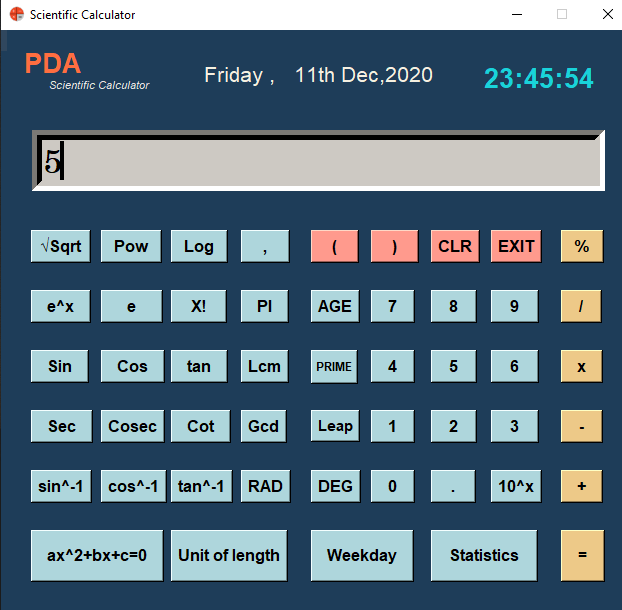 Scientific Calculator
PDA
Scientific Calculator
Friday , 11th Dec,2020
23:45:54
5
√Sqrt Pow Log , ( ) CLR EXIT %
e^x e X! PI AGE 7 8 9 /
Sin Cos tan Lcm PRIME 4 5 6 x
Sec Cosec Cot Gcd Leap 1 2 3 -
sin^-1 cos^-1 tan^-1 RAD DEG 0 . 10^x +
ax^2+bx+c=0 Unit of length Weekday Statistics =